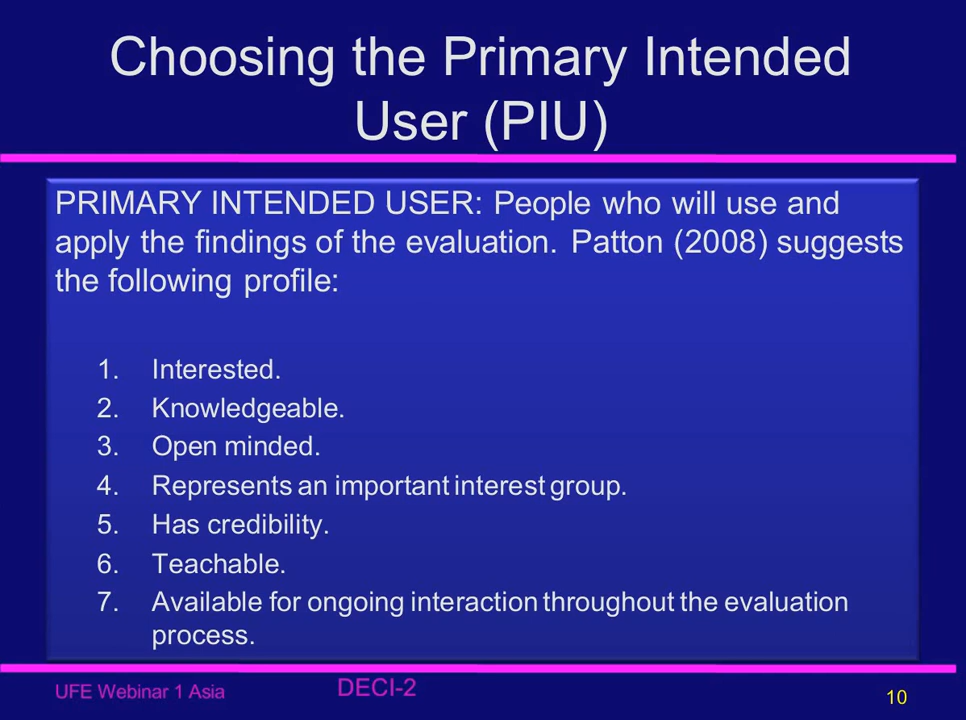 Choosing the Primary Intended
User (PIU)
PRIMARY INTENDED USER: People who will use and
apply the findings of the evaluation. Patton (2008) suggests
the following profile:
1. Interested.
2. Knowledgeable.
3. Open minded.
4. Represents an important interest group.
5. Has credibility.
6. Teachable.
7. Available for ongoing interaction throughout the evaluation
process.
UFE Webinar 1 Asia
DECI-2
10